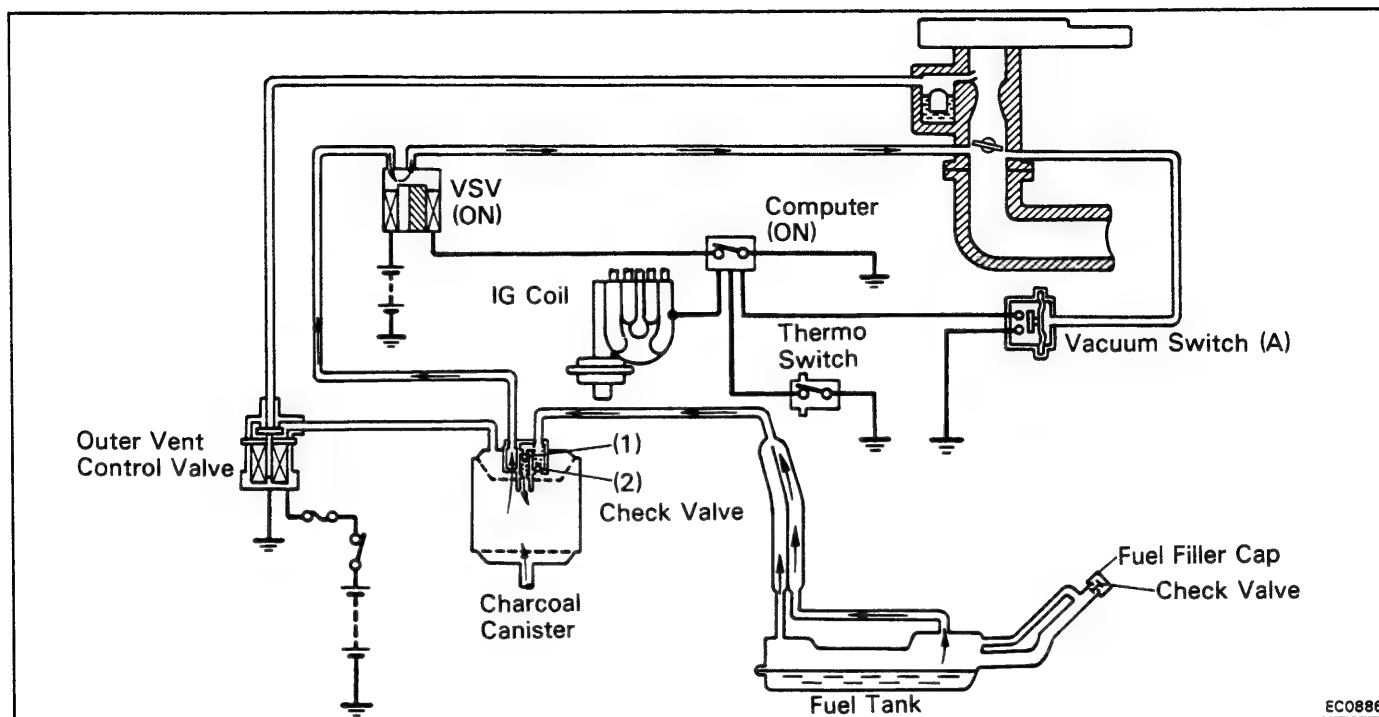 VSV
(ON)
Computer
(ON)
IG Coil
Thermo
Switch
Vacuum Switch (A)
Outer Vent
Control Valve
(1)
(2)
Check Valve
Charcoal
Canister
Fuel Filler Cap
Check Valve
Fuel Tank
EC0886